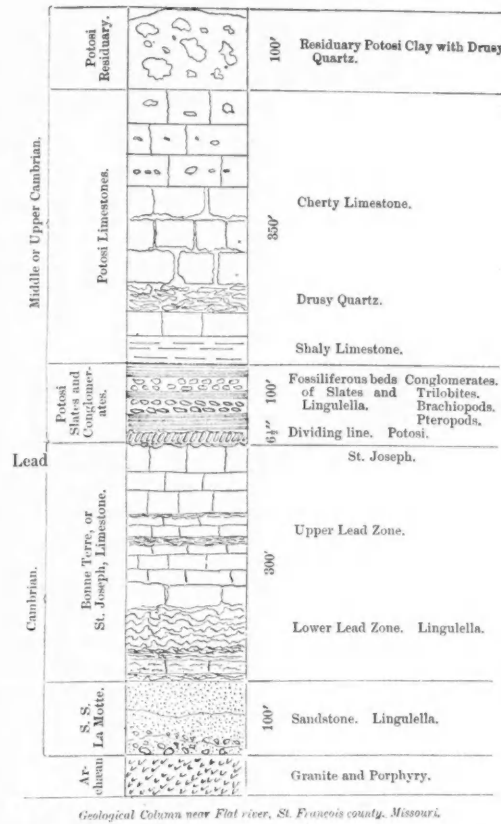 Middle or Upper Cambrian.
Potosi
Residuary.
100'
Residuary Potosi Clay with Drusy
Quartz.
Potosi Limestones.
350'
Cherty Limestone.
Drusy Quartz.
Shaly Limestone.
Potosi
Slates and
Conglomer-
ates.
100'
Fossiliferous beds Conglomerates.
of Slates and Trilobites.
Lingulella. Brachiopods.
Pteropods.
6½''
Dividing line. Potosi.
Lead
St. Joseph.
Cambrian.
Bonne Terre, or
St. Joseph, Limestone.
300'
Upper Lead Zone.
Lower Lead Zone. Lingulella.
S. S.
La Motte.
100'
Sandstone. Lingulella.
Ar-
chæan
Granite and Porphyry.
Geological Column near Flat river, St. Francois county, Missouri.